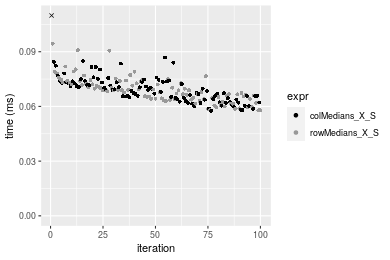 time (ms)
0.09
0.06
0.03
0.00
0
25
50
75
100
iteration
expr
colMedians_X_S
rowMedians_X_S